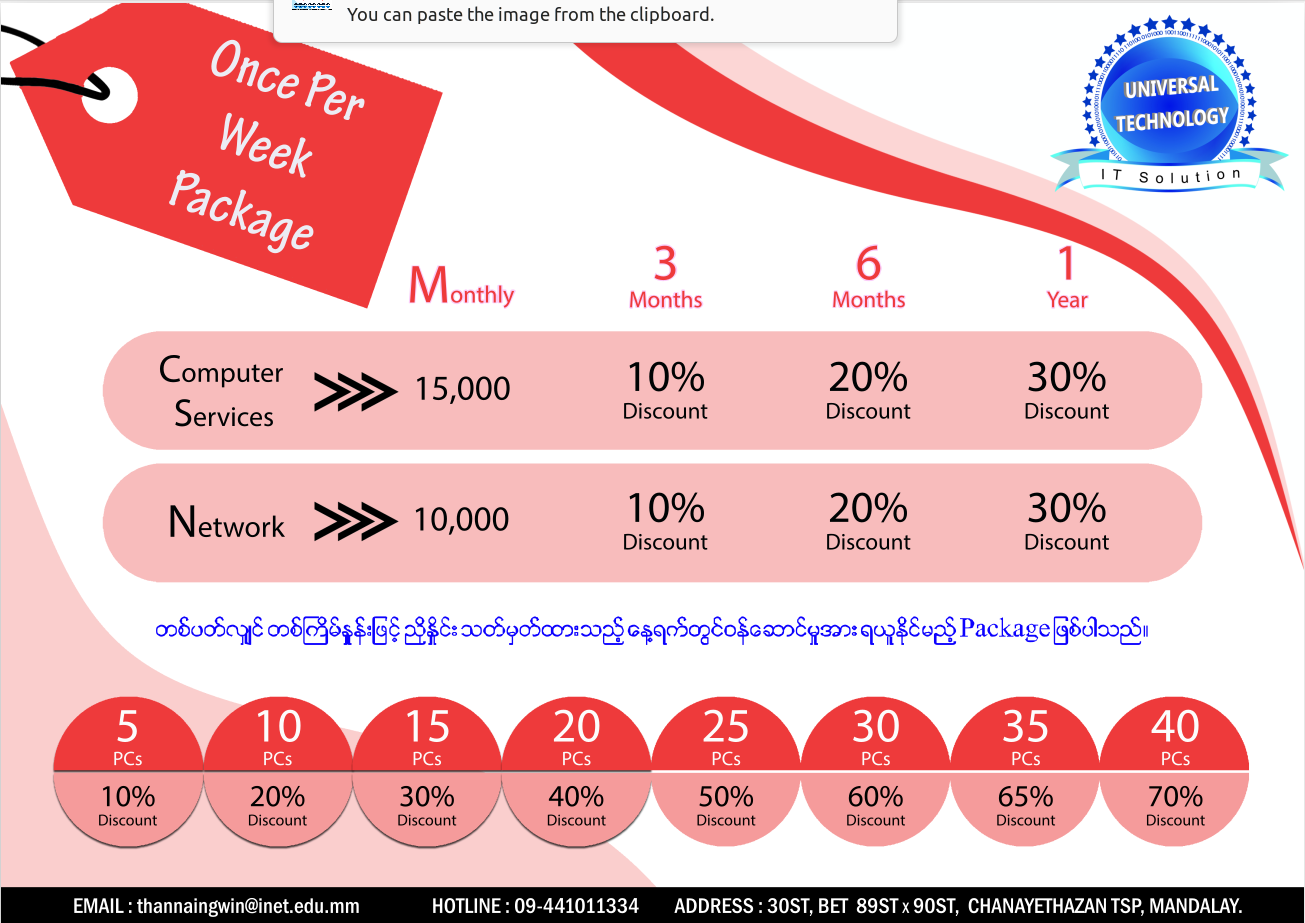 You can paste the image from the clipboard.
Once Per
Week
Package
UNIVERSAL
TECHNOLOGY
IT Solution
Monthly
3
Months
6
Months
1
Year
Computer
Services
15,000
10%
Discount
20%
Discount
30%
Discount
Network
10,000
10%
Discount
20%
Discount
30%
Discount
တစ်ပတ်လျှင် တစ်ကြိမ်နှုန်းဖြင့် ညှိနှိုင်း သတ်မှတ်ထားသည့် နေ့ရက်တွင်ဝန်ဆောင်မှုအား ရယူနိုင်မည့် Package ဖြစ်ပါသည်။
5
PCs
10%
Discount
10
PCs
20%
Discount
15
PCs
30%
Discount
20
PCs
40%
Discount
25
PCs
50%
Discount
30
PCs
60%
Discount
35
PCs
65%
Discount
40
PCs
70%
Discount
EMAIL : thannaingwin@inet.edu.mm HOTLINE : 09-441011334 ADDRESS : 30ST, BET 89ST x 90ST, CHANAYETHAZAN TSP, MANDALAY.